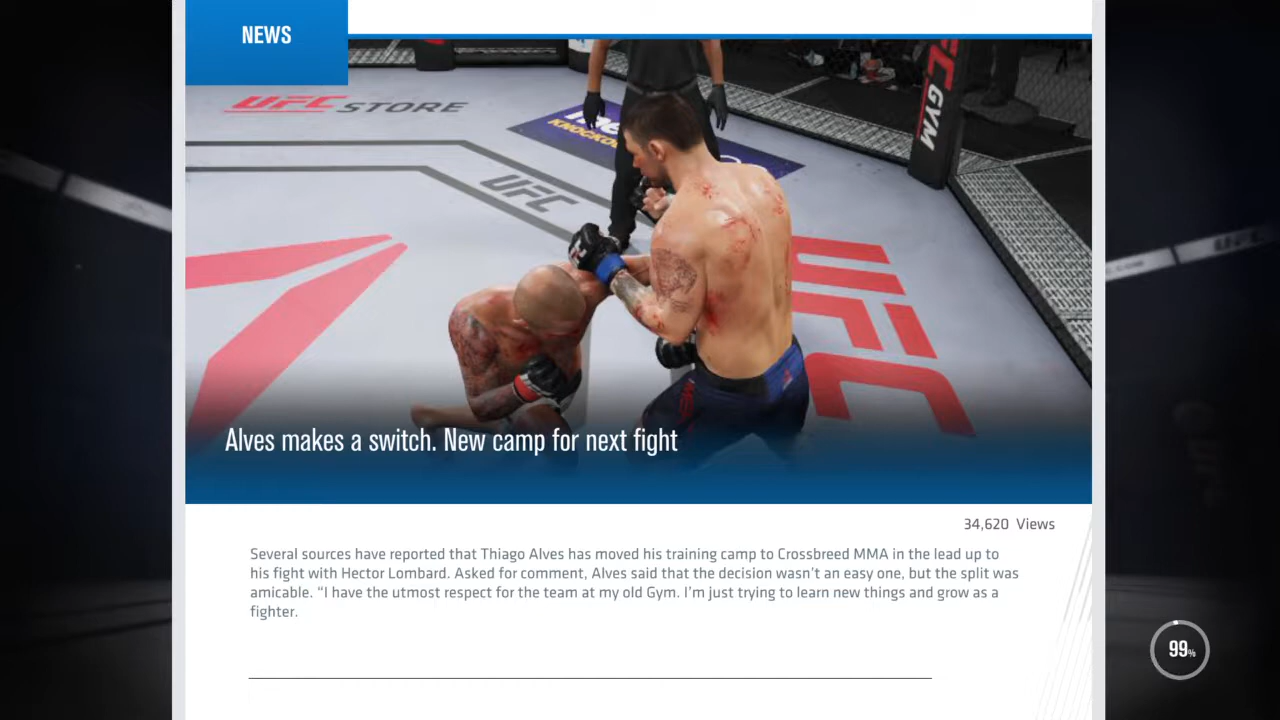 NEWS
UFC STORE
UFC
UFC GYM
UFC
Alves makes a switch. New camp for next fight
34,620 Views
Several sources have reported that Thiago Alves has moved his training camp to Crossbreed MMA in the lead up to
his fight with Hector Lombard. Asked for comment, Alves said that the decision wasn't an easy one, but the split was
amicable. “I have the utmost respect for the team at my old Gym. I'm just trying to learn new things and grow as a
fighter.
99%